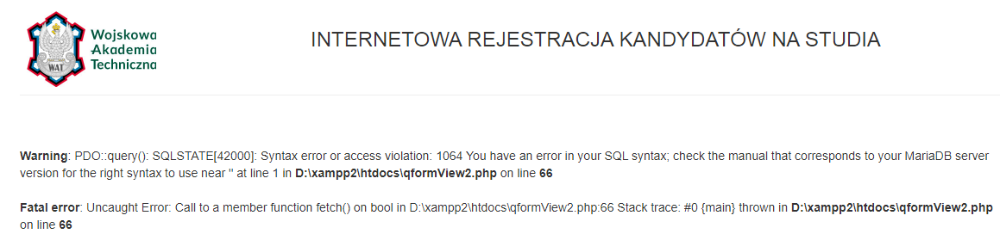 Wojskowa
Akademia
Techniczna
WAT
INTERNETOWA REJESTRACJA KANDYDATÓW NA STUDIA
Warning: PDO::query(): SQLSTATE[42000]: Syntax error or access violation: 1064 You have an error in your SQL syntax; check the manual that corresponds to your MariaDB server
version for the right syntax to use near '' at line 1 in D:\xampp2\htdocs\qformView2.php on line 66
Fatal error: Uncaught Error: Call to a member function fetch() on bool in D:\xampp2\htdocs\qformView2.php:66 Stack trace: #0 {main} thrown in D:\xampp2\htdocs\qformView2.php
on line 66